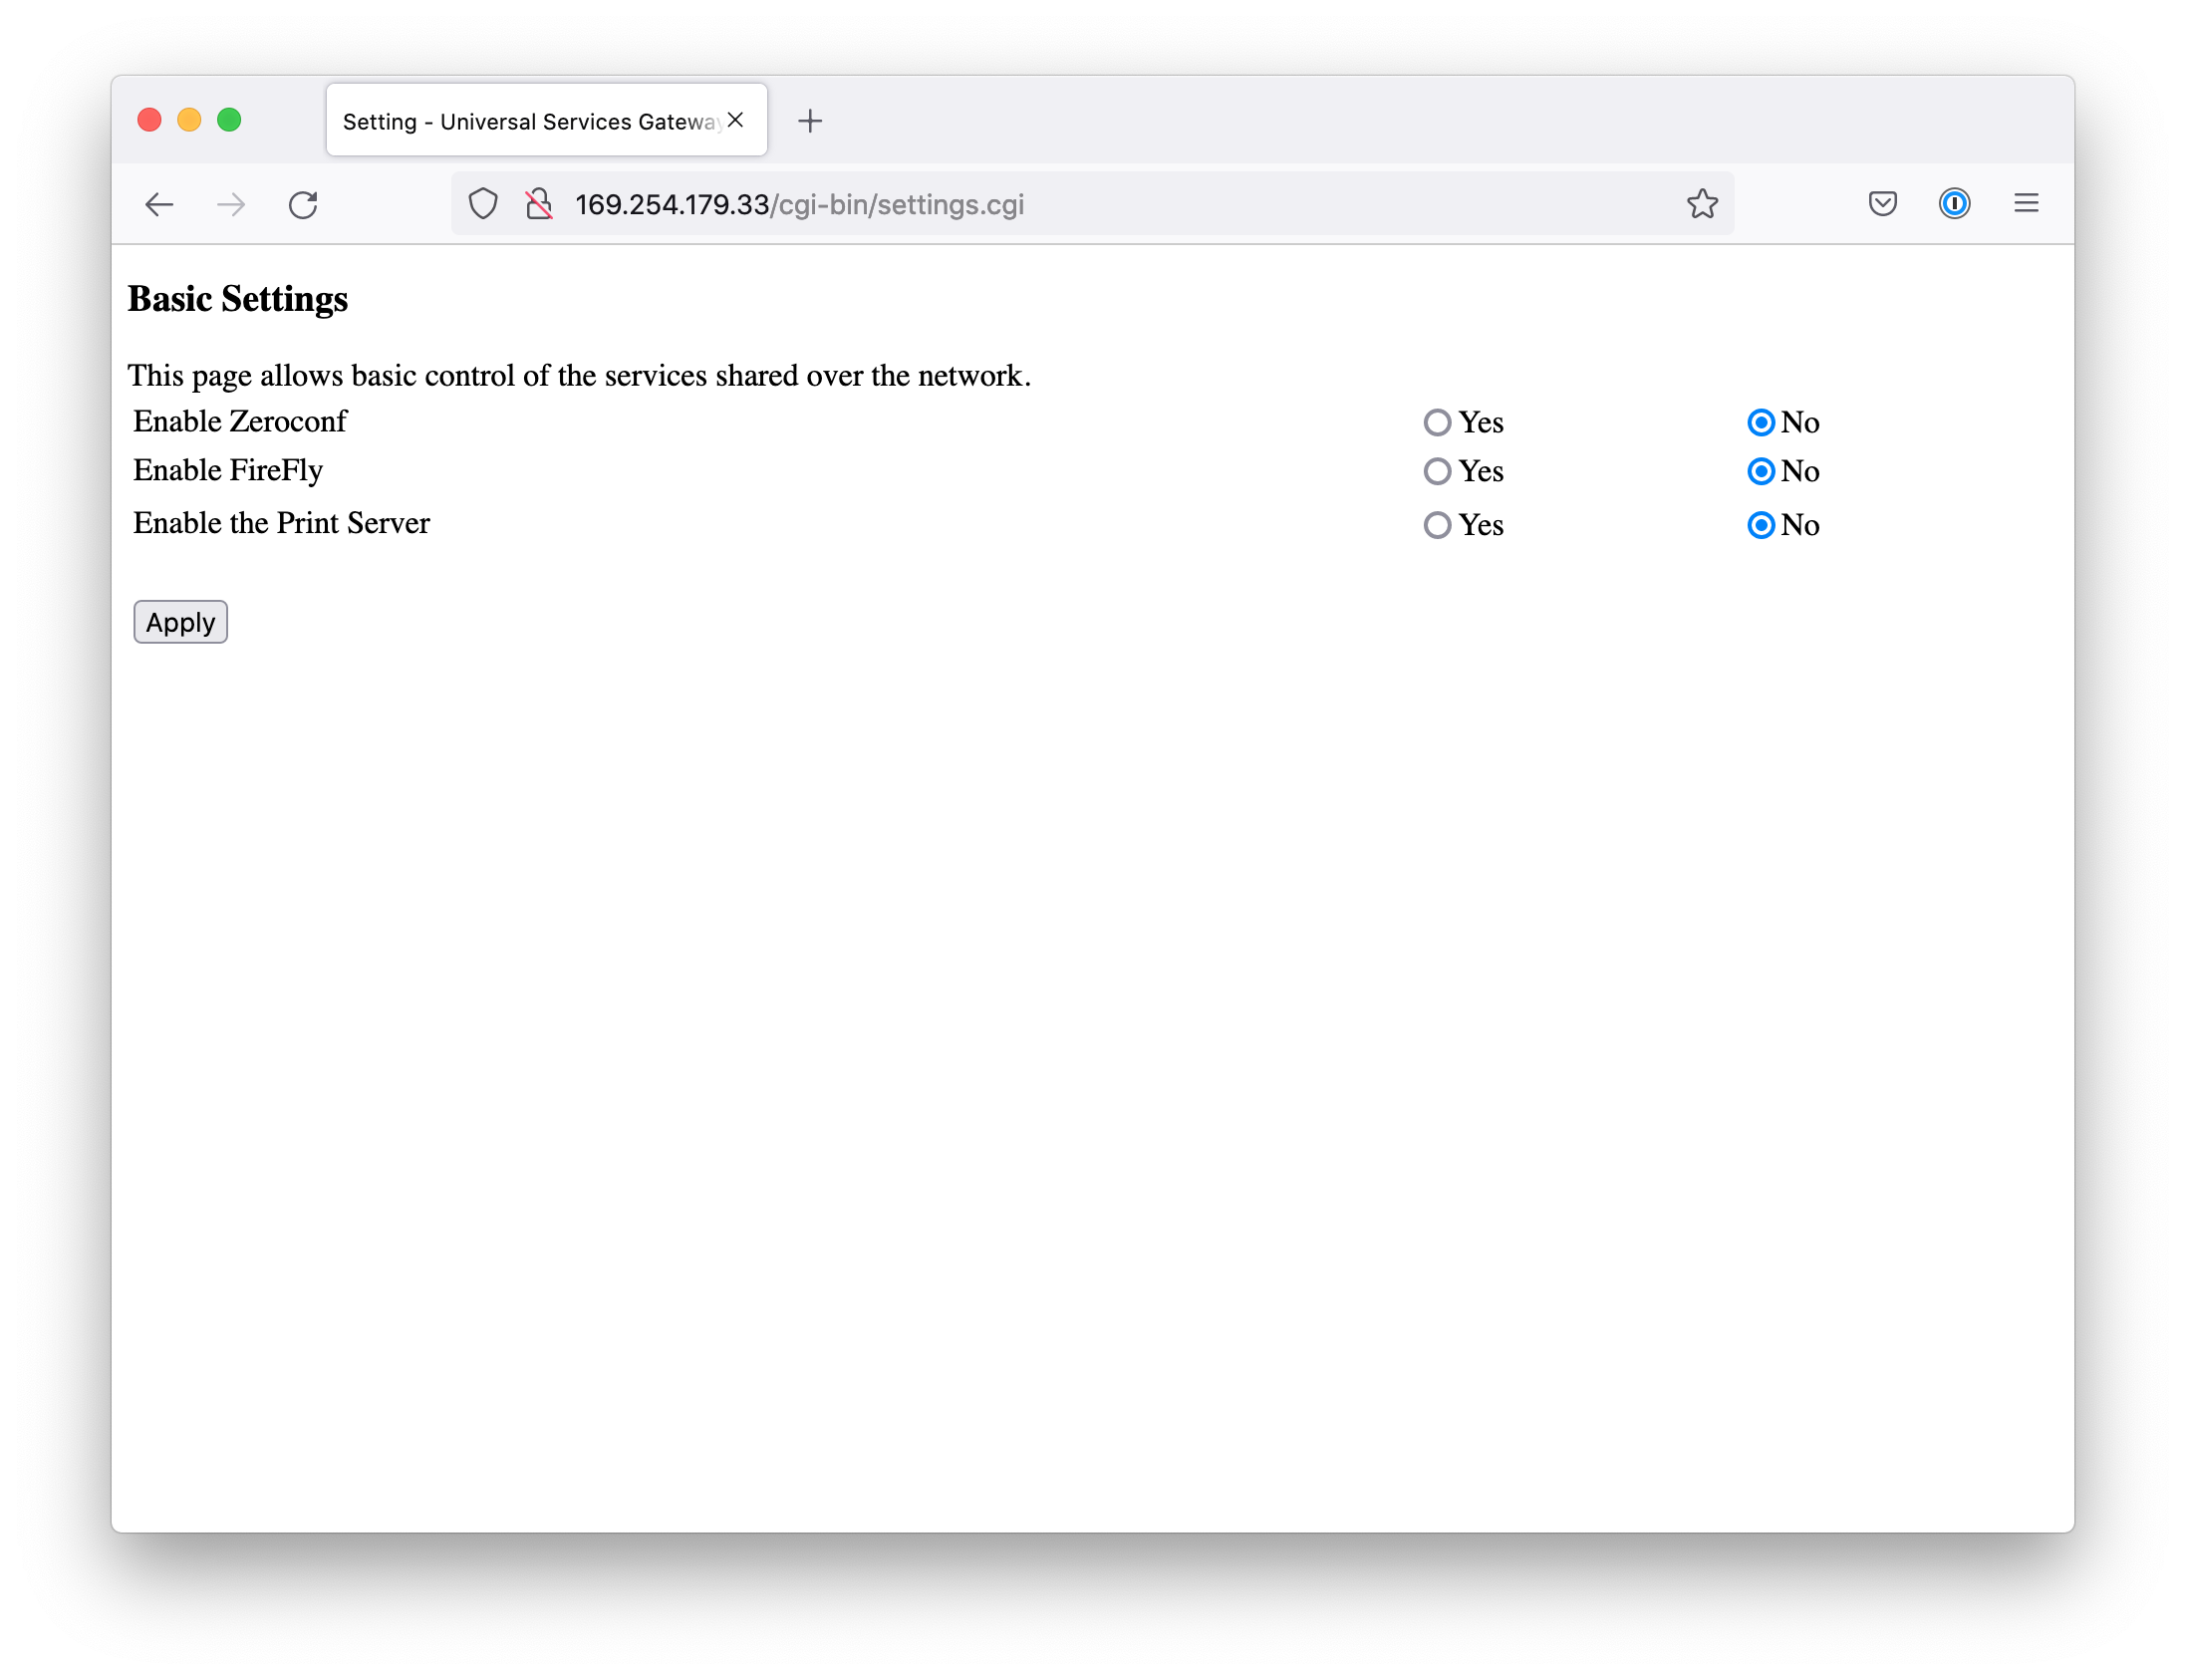 Setting - Universal Services Gateway
169.254.179.33/cgi-bin/settings.cgi
Basic Settings
This page allows basic control of the services shared over the network.
Enable Zeroconf Yes No
Enable FireFly Yes No
Enable the Print Server Yes No
Apply